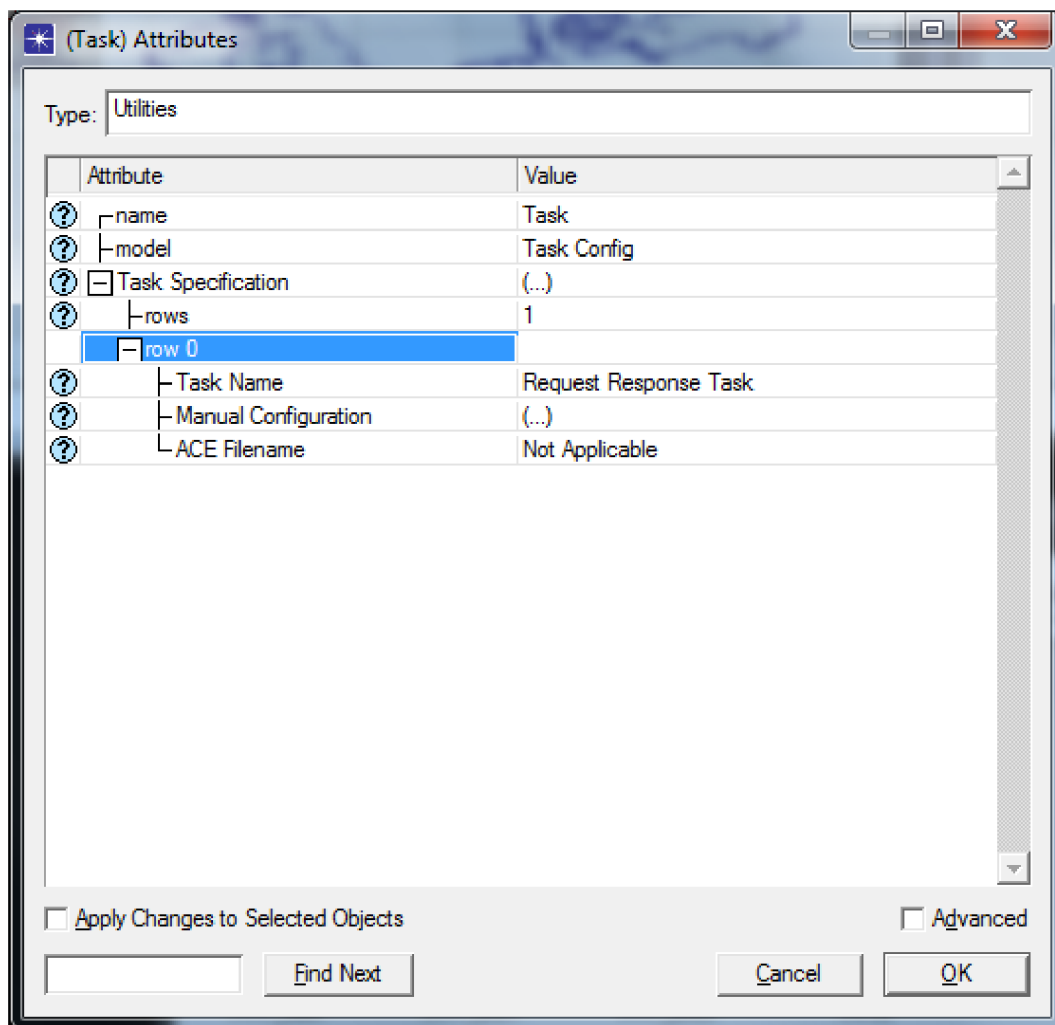 (Task) Attributes
Type: Utilities
Attribute Value
name Task
model Task Config
Task Specification (...)
rows 1
row 0
Task Name Request Response Task
Manual Configuration (...)
ACE Filename Not Applicable
Apply Changes to Selected Objects Advanced
Find Next Cancel OK